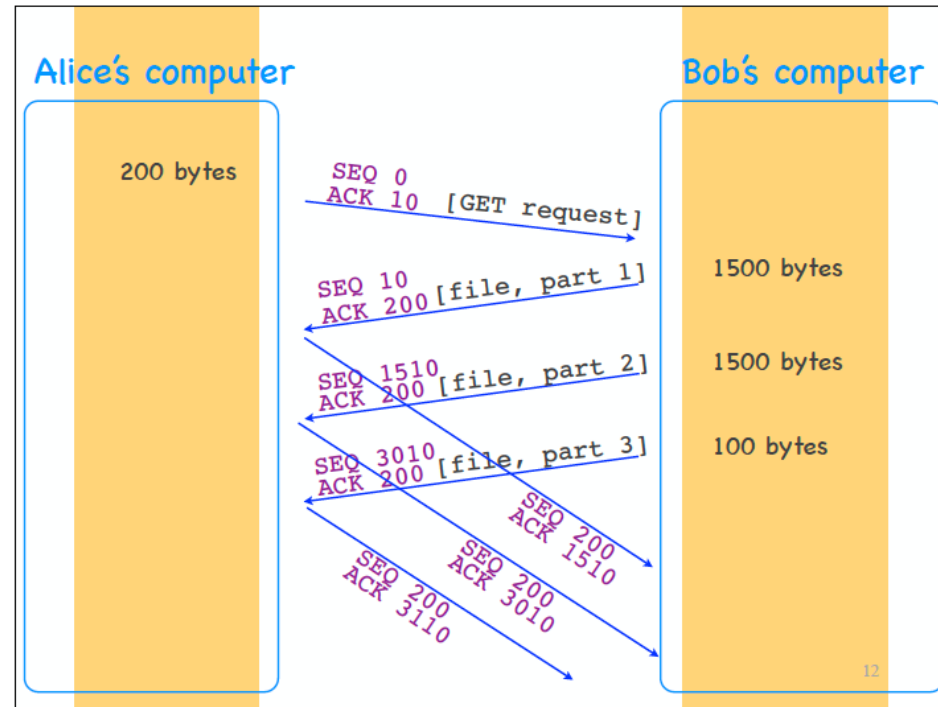 Alice's computer
Bob's computer
200 bytes
SEQ 0
ACK 10 [GET request]
1500 bytes
SEQ 10
ACK 200 [file, part 1]
1500 bytes
SEQ 1510
ACK 200 [file, part 2]
100 bytes
SEQ 3010
ACK 200 [file, part 3]
SEQ 200
ACK 1510
SEQ 200
ACK 3010
SEQ 200
ACK 3110
12